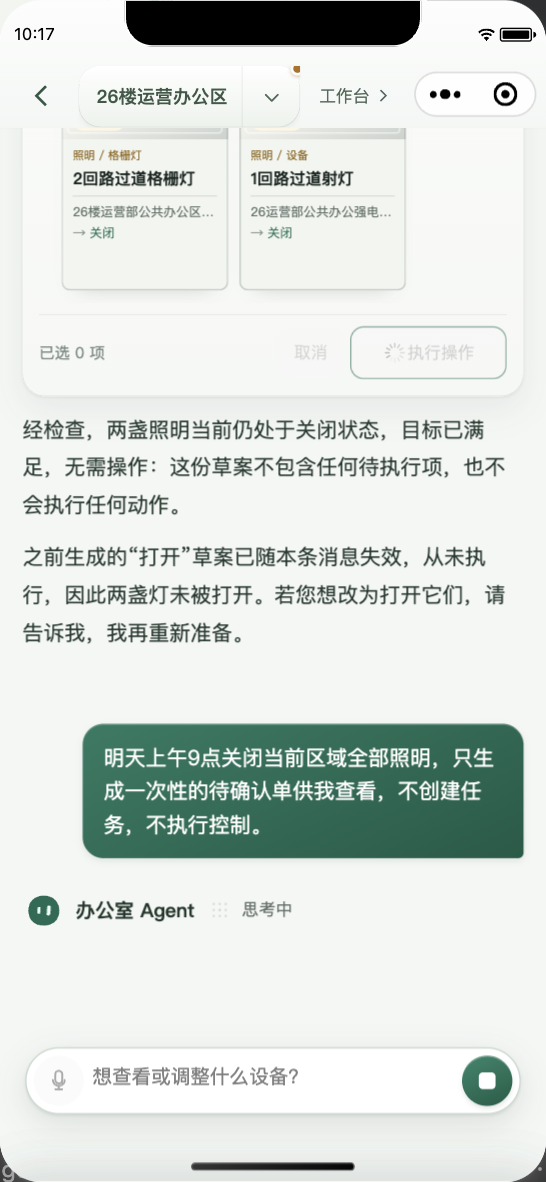 10:17
26楼运营办公区
工作台
照明 / 格栅灯
2回路过道格栅灯
26楼运营部公共办公区…
→ 关闭
照明 / 设备
1回路过道射灯
26运营部公共办公强电…
→ 关闭
已选 0 项
取消
执行操作
经检查，两盏照明当前仍处于关闭状态，目标已满
足，无需操作：这份草案不包含任何待执行项，也不
会执行任何动作。
之前生成的“打开”草案已随本条消息失效，从未执
行，因此两盏灯未被打开。若您想改为打开它们，请
告诉我，我再重新准备。
明天上午9点关闭当前区域全部照明，只生
成一次性的待确认单供我查看，不创建任
务，不执行控制。
办公室 Agent
思考中
想查看或调整什么设备?